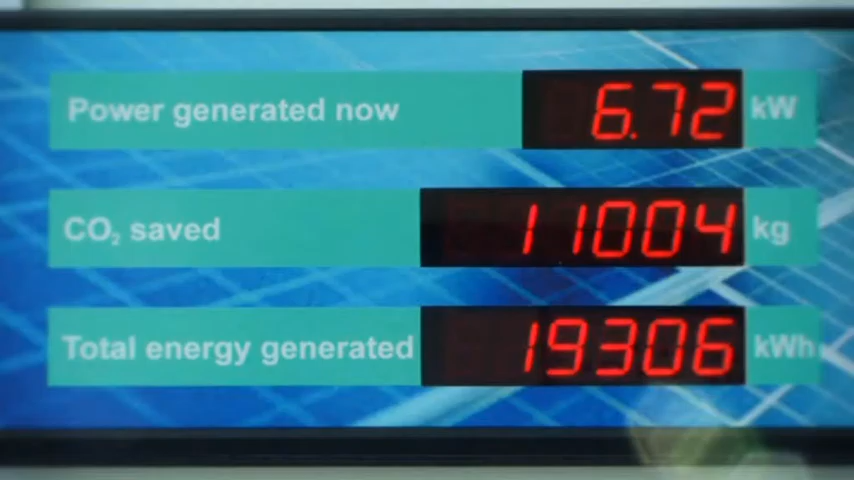 Power generated now 6.72 kW
CO₂ saved 11004 kg
Total energy generated 19306 kWh